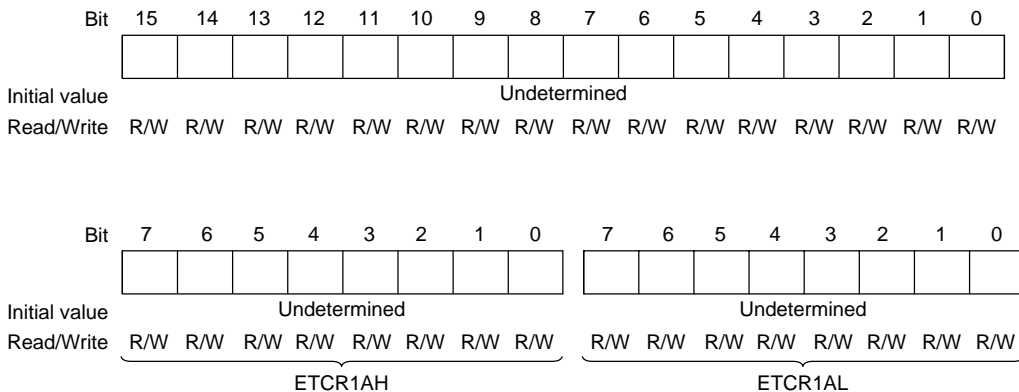 Bit 15 14 13 12 11 10 9 8 7 6 5 4 3 2 1 0
Initial value Undetermined
Read/Write R/W R/W R/W R/W R/W R/W R/W R/W R/W R/W R/W R/W R/W R/W R/W R/W
Bit 7 6 5 4 3 2 1 0 7 6 5 4 3 2 1 0
Initial value Undetermined Undetermined
Read/Write R/W R/W R/W R/W R/W R/W R/W R/W R/W R/W R/W R/W R/W R/W R/W R/W
ETCR1AH ETCR1AL